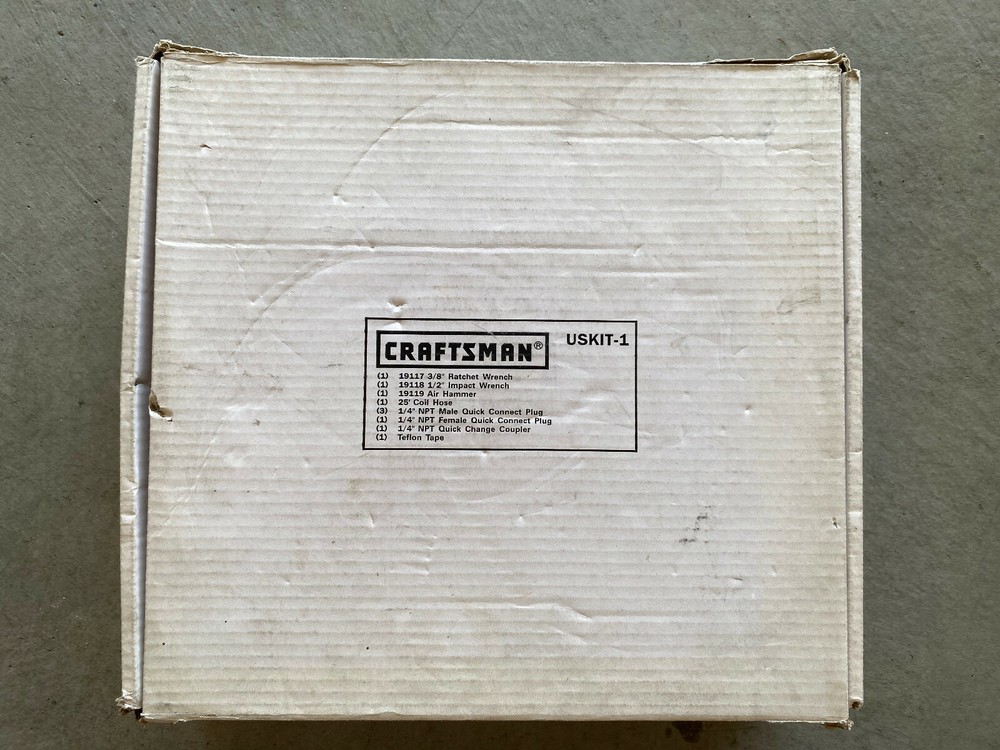 CRAFTSMAN® USKIT-1
(1) 19117 3/8" Ratchet Wrench
(1) 19118 1/2" Impact Wrench
(1) 19119 Air Hammer
(1) 25' Coil Hose
(3) 1/4" NPT Male Quick Connect Plug
(1) 1/4" NPT Female Quick Connect Plug
(1) 1/4" NPT Quick Change Coupler
(1) Teflon Tape